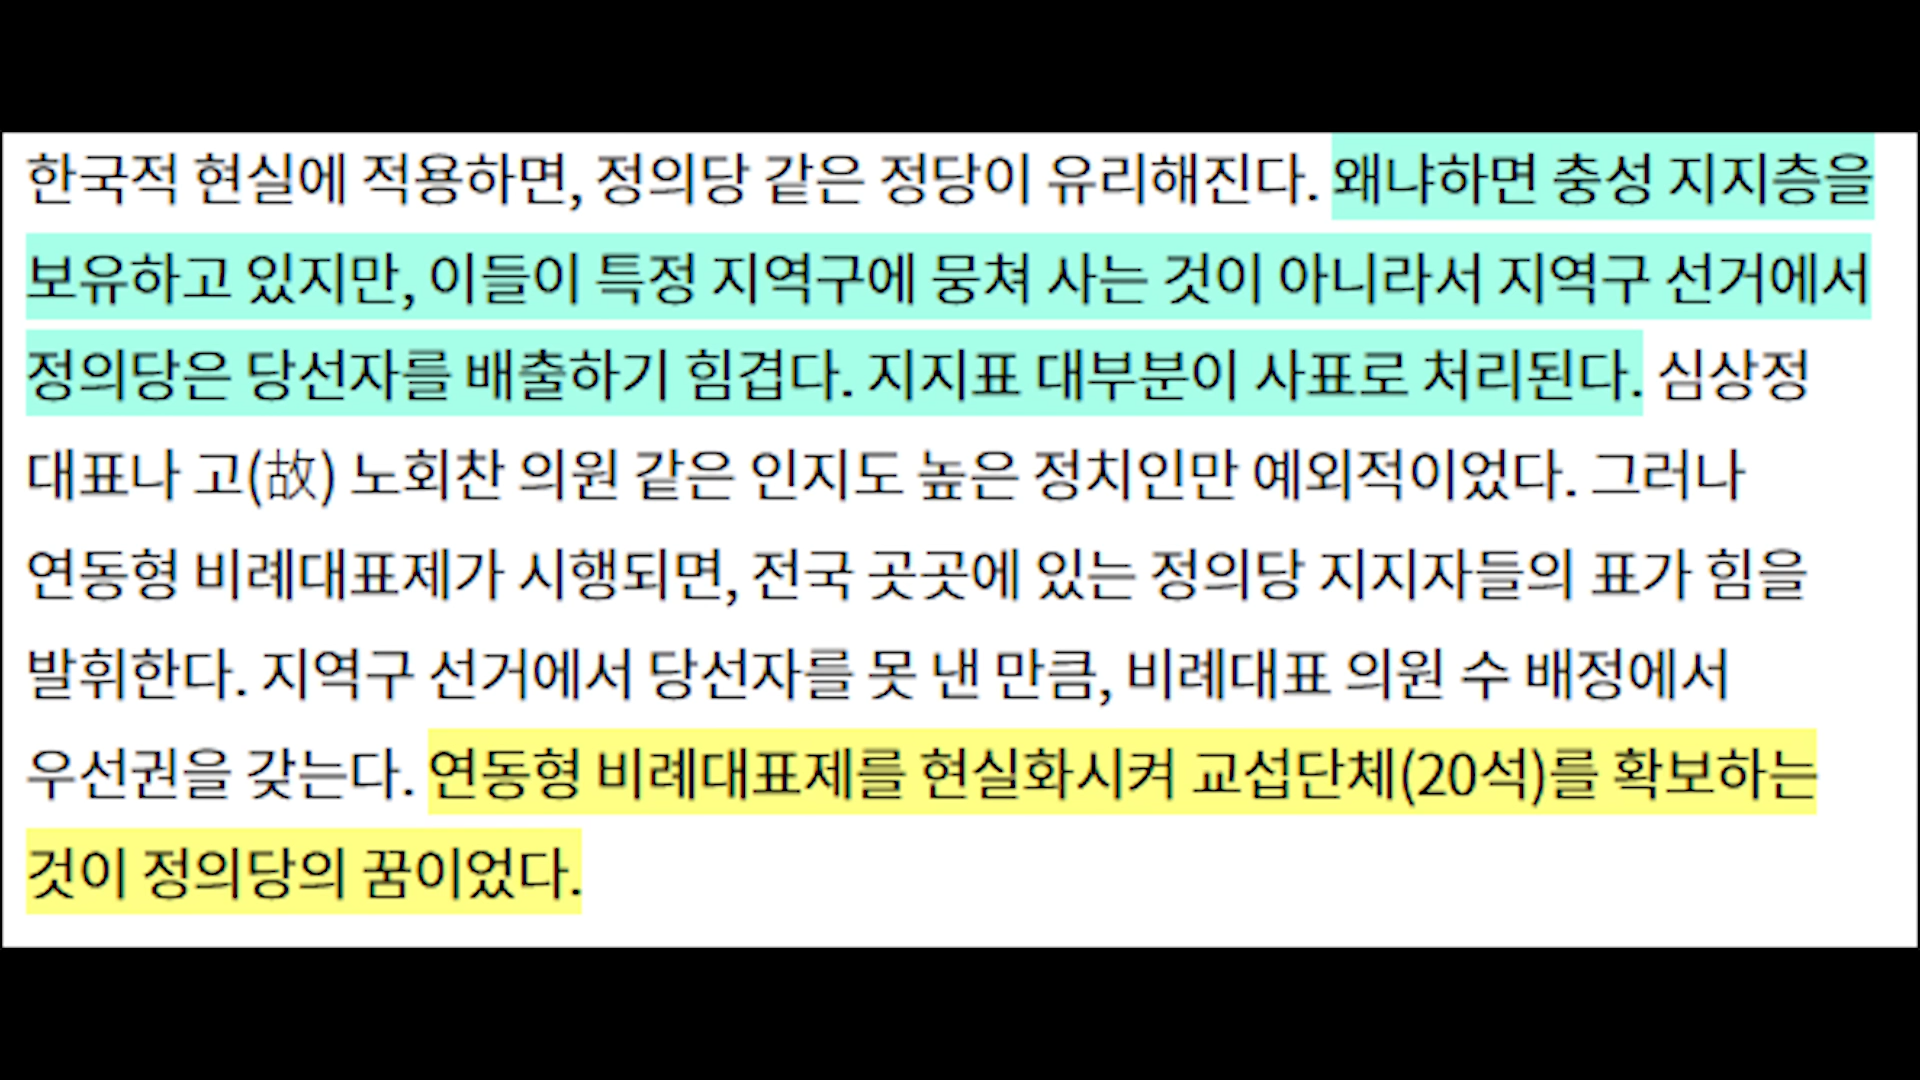 한국적 현실에 적용하면, 정의당 같은 정당이 유리해진다. 왜냐하면 충성 지지층을
보유하고 있지만, 이들이 특정 지역구에 뭉쳐 사는 것이 아니라서 지역구 선거에서
정의당은 당선자를 배출하기 힘겹다. 지지표 대부분이 사표로 처리된다. 심상정
대표나 고(故) 노회찬 의원 같은 인지도 높은 정치인만 예외적이었다. 그러나
연동형 비례대표제가 시행되면, 전국 곳곳에 있는 정의당 지지자들의 표가 힘을
발휘한다. 지역구 선거에서 당선자를 못 낸 만큼, 비례대표 의원 수 배정에서
우선권을 갖는다. 연동형 비례대표제를 현실화시켜 교섭단체(20석)를 확보하는
것이 정의당의 꿈이었다.